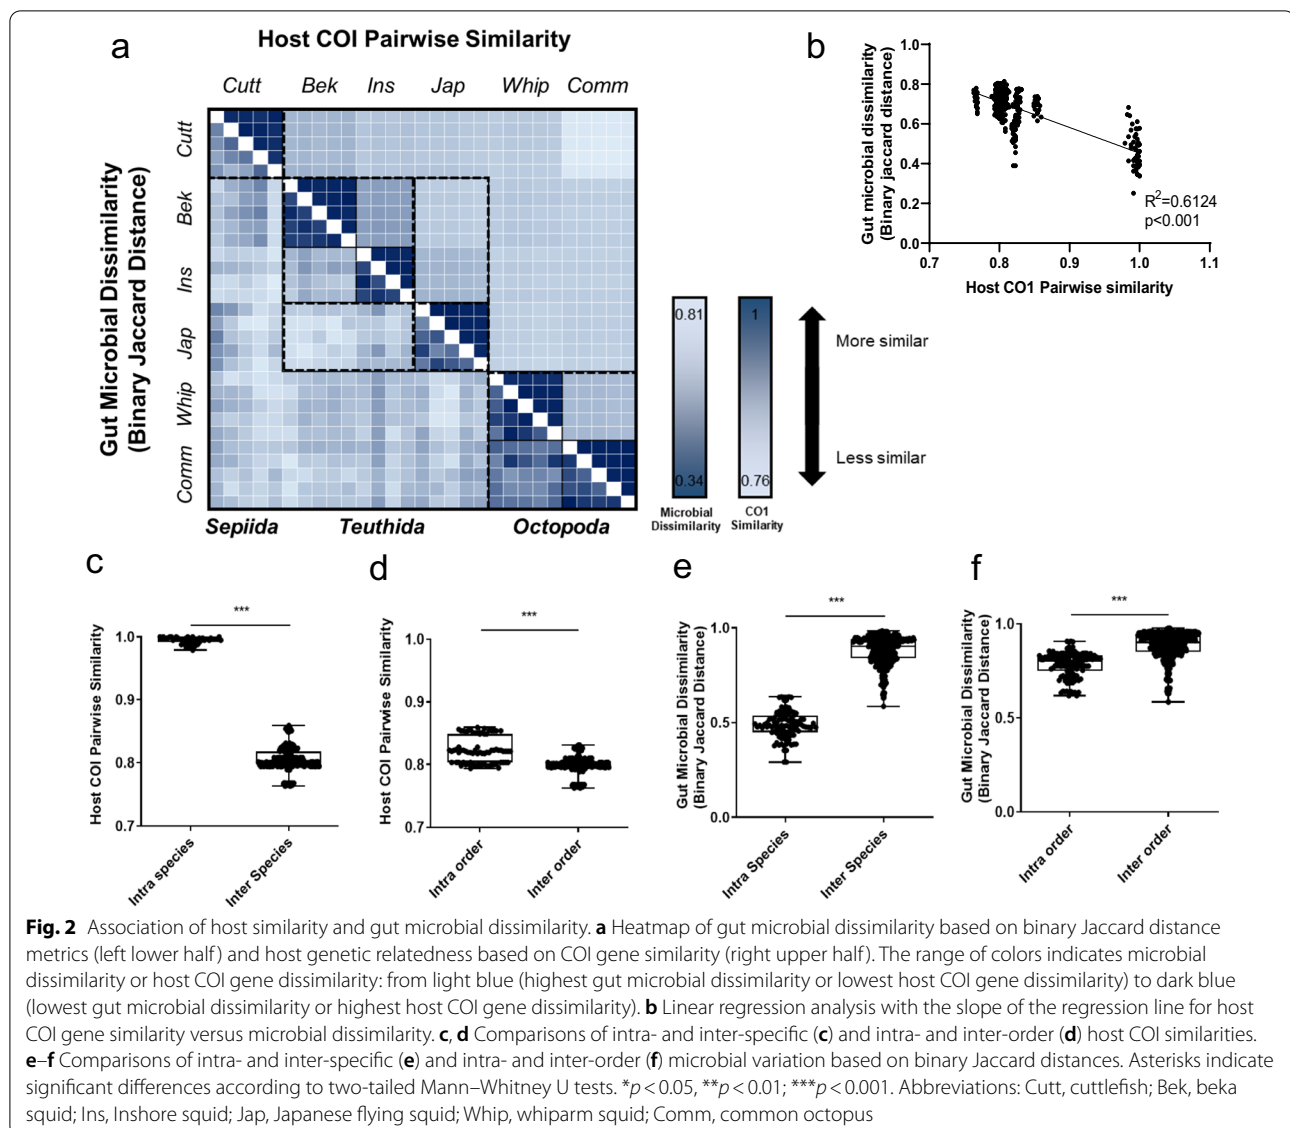 a
Host COI Pairwise Similarity
Cutt Bek Ins Jap Whip Comm
Gut Microbial Dissimilarity
(Binary Jaccard Distance)
Cutt
Bek
Ins
Jap
Whip
Comm
Sepiida Teuthida Octopoda
0.81
0.34
Microbial
Dissimilarity
1
0.76
CO1
Similarity
More similar
Less similar
b
Gut microbial dissimilarity
(Binary jaccard distance)
1.0
0.8
0.6
0.4
0.2
0.0
0.7 0.8 0.9 1.0 1.1
R2=0.6124
p<0.001
Host CO1 Pairwise similarity
c
Host COI Pairwise Similarity
1.0
0.9
0.8
0.7
***
Intra species
Inter Species
d
Host COI Pairwise Similarity
1.0
0.9
0.8
0.7
***
Intra order
Inter order
e
Gut Microbial Dissimilarity
(Binary Jaccard Distance)
1.0
0.5
0.0
***
Intra Species
Inter Species
f
Gut Microbial Dissimilarity
(Binary Jaccard Distance)
1.0
0.5
0.0
***
Intra order
Inter order
Fig. 2 Association of host similarity and gut microbial dissimilarity. a Heatmap of gut microbial dissimilarity based on binary Jaccard distance
metrics (left lower half) and host genetic relatedness based on COI gene similarity (right upper half). The range of colors indicates microbial
dissimilarity or host COI gene dissimilarity: from light blue (highest gut microbial dissimilarity or lowest host COI gene dissimilarity) to dark blue
(lowest gut microbial dissimilarity or highest host COI gene dissimilarity). b Linear regression analysis with the slope of the regression line for host
COI gene similarity versus microbial dissimilarity. c, d Comparisons of intra- and inter-specific (c) and intra- and inter-order (d) host COI similarities.
e–f Comparisons of intra- and inter-specific (e) and intra- and inter-order (f) microbial variation based on binary Jaccard distances. Asterisks indicate
significant differences according to two-tailed Mann–Whitney U tests. *p < 0.05, **p < 0.01; ***p < 0.001. Abbreviations: Cutt, cuttlefish; Bek, beka
squid; Ins, Inshore squid; Jap, Japanese flying squid; Whip, whiparm squid; Comm, common octopus